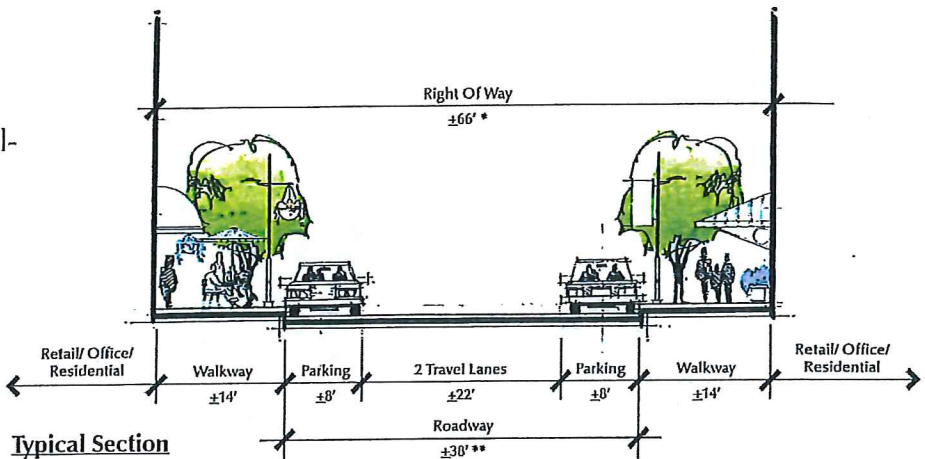 Right Of Way
±66' *
]-
Retail/ Office/
Residential
Walkway
±14'
Parking
±8'
2 Travel Lanes
±22'
Parking
±8'
Walkway
±14'
Retail/ Office/
Residential
Roadway
±38' **
Typical Section